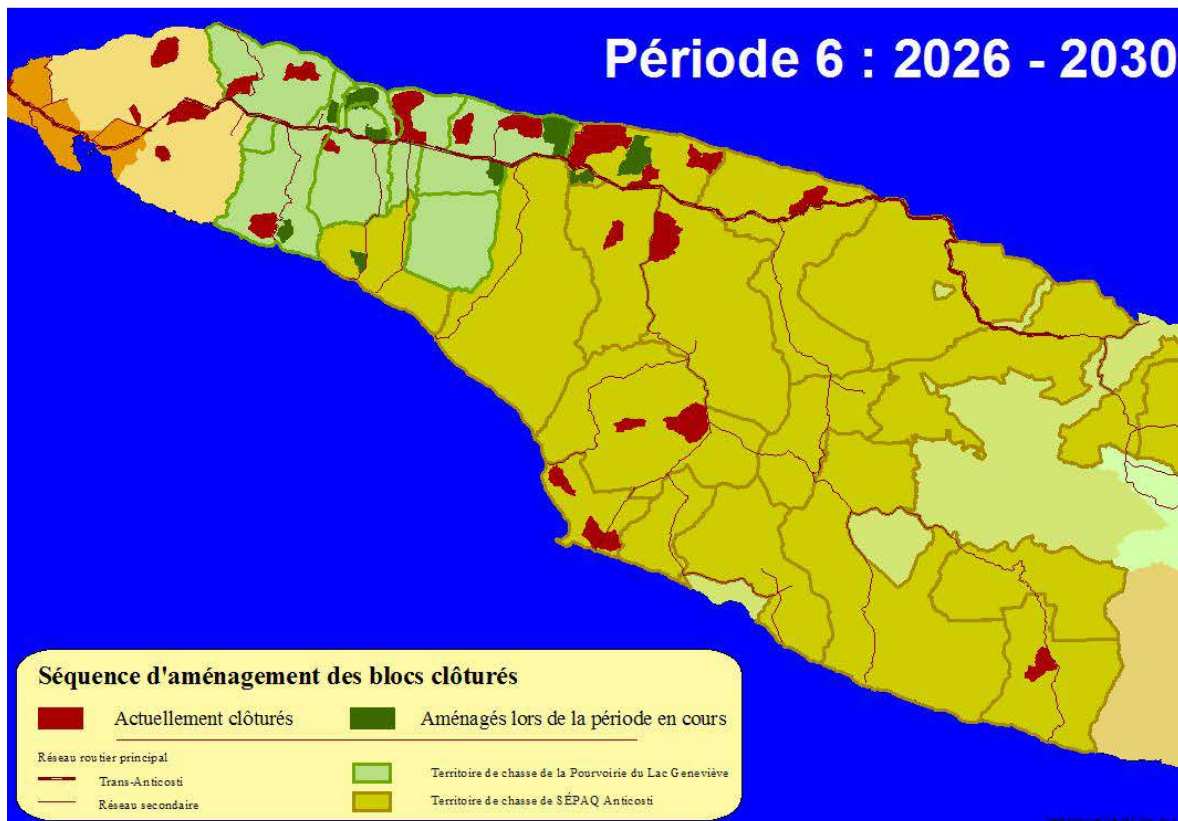 Période 6 : 2026 - 2030
Séquence d'aménagement des blocs clôturés
Actuellement clôturés
Aménagés lors de la période en cours
Réseau routier principal
Trans-Anticosti
Réseau secondaire
Territoire de chasse de la Pourvoirie du Lac Geneviève
Territoire de chasse de SÉPAQ Anticosti